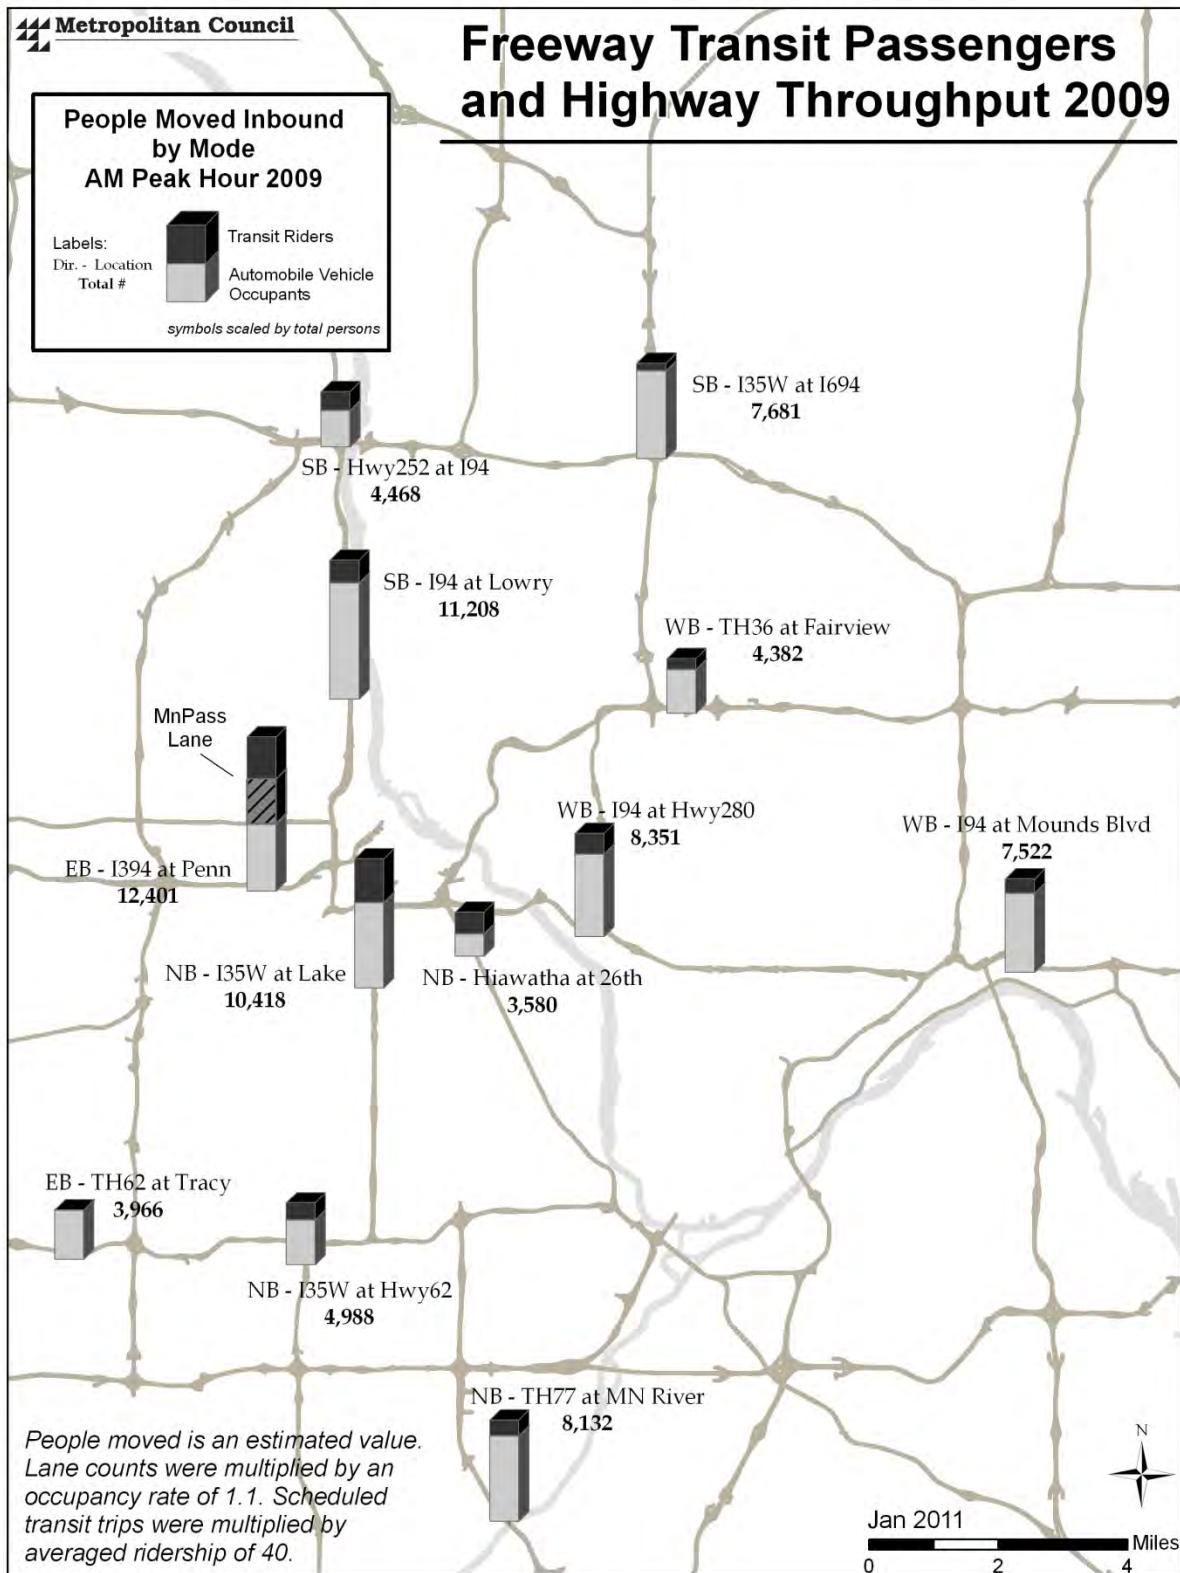 Metropolitan Council
Freeway Transit Passengers
and Highway Throughput 2009
People Moved Inbound
by Mode
AM Peak Hour 2009
Labels:
Dir. - Location
Total #
Transit Riders
Automobile Vehicle
Occupants
symbols scaled by total persons
SB - I35W at I694
7,681
SB - Hwy252 at I94
4,468
SB - I94 at Lowry
11,208
WB - TH36 at Fairview
4,382
MnPass
Lane
WB - I94 at Hwy280
8,351
WB - I94 at Mounds Blvd
7,522
EB - I394 at Penn
12,401
NB - I35W at Lake
10,418
NB - Hiawatha at 26th
3,580
EB - TH62 at Tracy
3,966
NB - I35W at Hwy62
4,988
NB - TH77 at MN River
8,132
People moved is an estimated value.
Lane counts were multiplied by an
occupancy rate of 1.1. Scheduled
transit trips were multiplied by
averaged ridership of 40.
N
Jan 2011
Miles
0 2 4